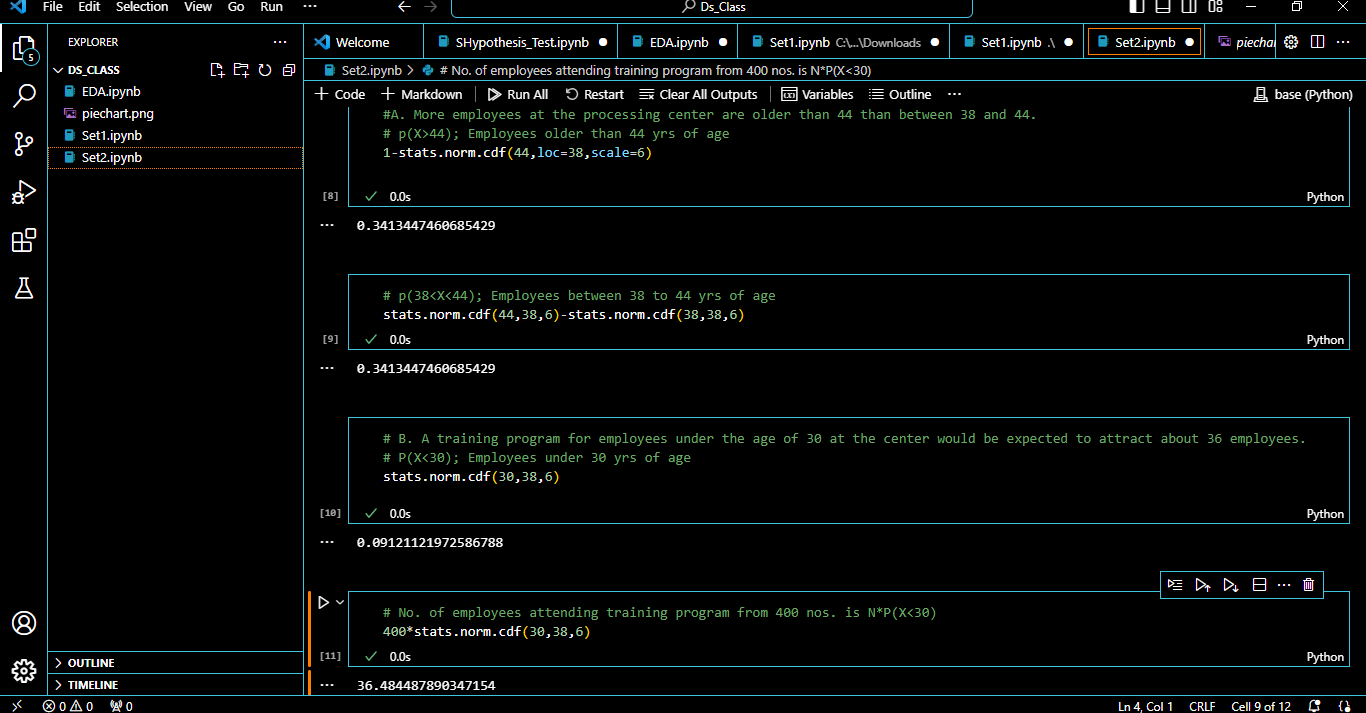 File Edit Selection View Go Run ··· Ds_Class
EXPLORER ···
DS_CLASS
EDA.ipynb
piechart.png
Set1.ipynb
Set2.ipynb
OUTLINE
TIMELINE
5
Welcome SHypothesis_Test.ipynb EDA.ipynb Set1.ipynb C:\...\Downloads Set1.ipynb .\ Set2.ipynb piechar ···
Set2.ipynb > # No. of employees attending training program from 400 nos. is N*P(X<30)
+ Code + Markdown Run All Restart Clear All Outputs Variables Outline ··· base (Python)
#A. More employees at the processing center are older than 44 than between 38 and 44.
# p(X>44); Employees older than 44 yrs of age
1-stats.norm.cdf(44,loc=38,scale=6)
[8] 0.0s Python
··· 0.3413447460685429
# p(38<X<44); Employees between 38 to 44 yrs of age
stats.norm.cdf(44,38,6)-stats.norm.cdf(38,38,6)
[9] 0.0s Python
··· 0.3413447460685429
# B. A training program for employees under the age of 30 at the center would be expected to attract about 36 employees.
# P(X<30); Employees under 30 yrs of age
stats.norm.cdf(30,38,6)
[10] 0.0s Python
··· 0.09121121972586788
···
# No. of employees attending training program from 400 nos. is N*P(X<30)
400*stats.norm.cdf(30,38,6)
[11] 0.0s Python
··· 36.484487890347154
0 0 0 Ln 4, Col 1 CRLF Cell 9 of 12